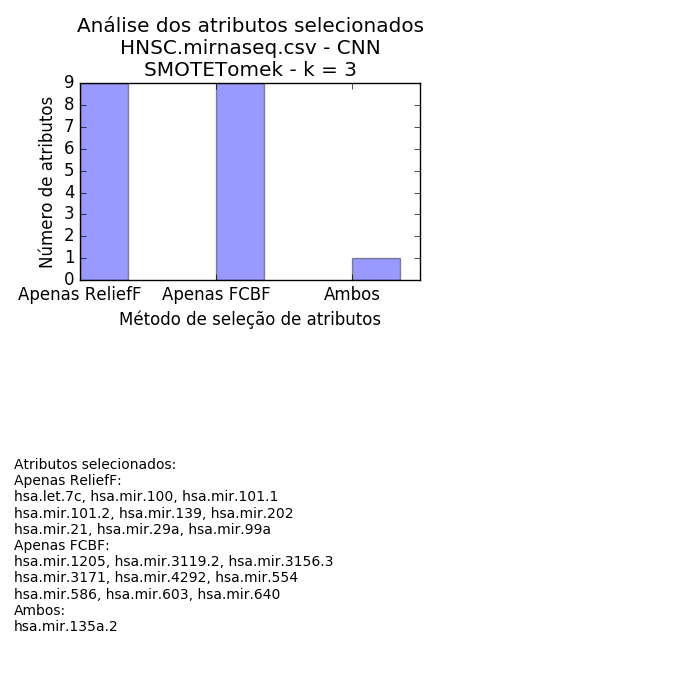 Análise dos atributos selecionados
HNSC.mirnaseq.csv - CNN
SMOTETomek - k = 3
Número de atributos
9
8
7
6
5
4
3
2
1
0
Apenas ReliefF
Apenas FCBF
Ambos
Método de seleção de atributos
Atributos selecionados:
Apenas ReliefF:
hsa.let.7c, hsa.mir.100, hsa.mir.101.1
hsa.mir.101.2, hsa.mir.139, hsa.mir.202
hsa.mir.21, hsa.mir.29a, hsa.mir.99a
Apenas FCBF:
hsa.mir.1205, hsa.mir.3119.2, hsa.mir.3156.3
hsa.mir.3171, hsa.mir.4292, hsa.mir.554
hsa.mir.586, hsa.mir.603, hsa.mir.640
Ambos:
hsa.mir.135a.2